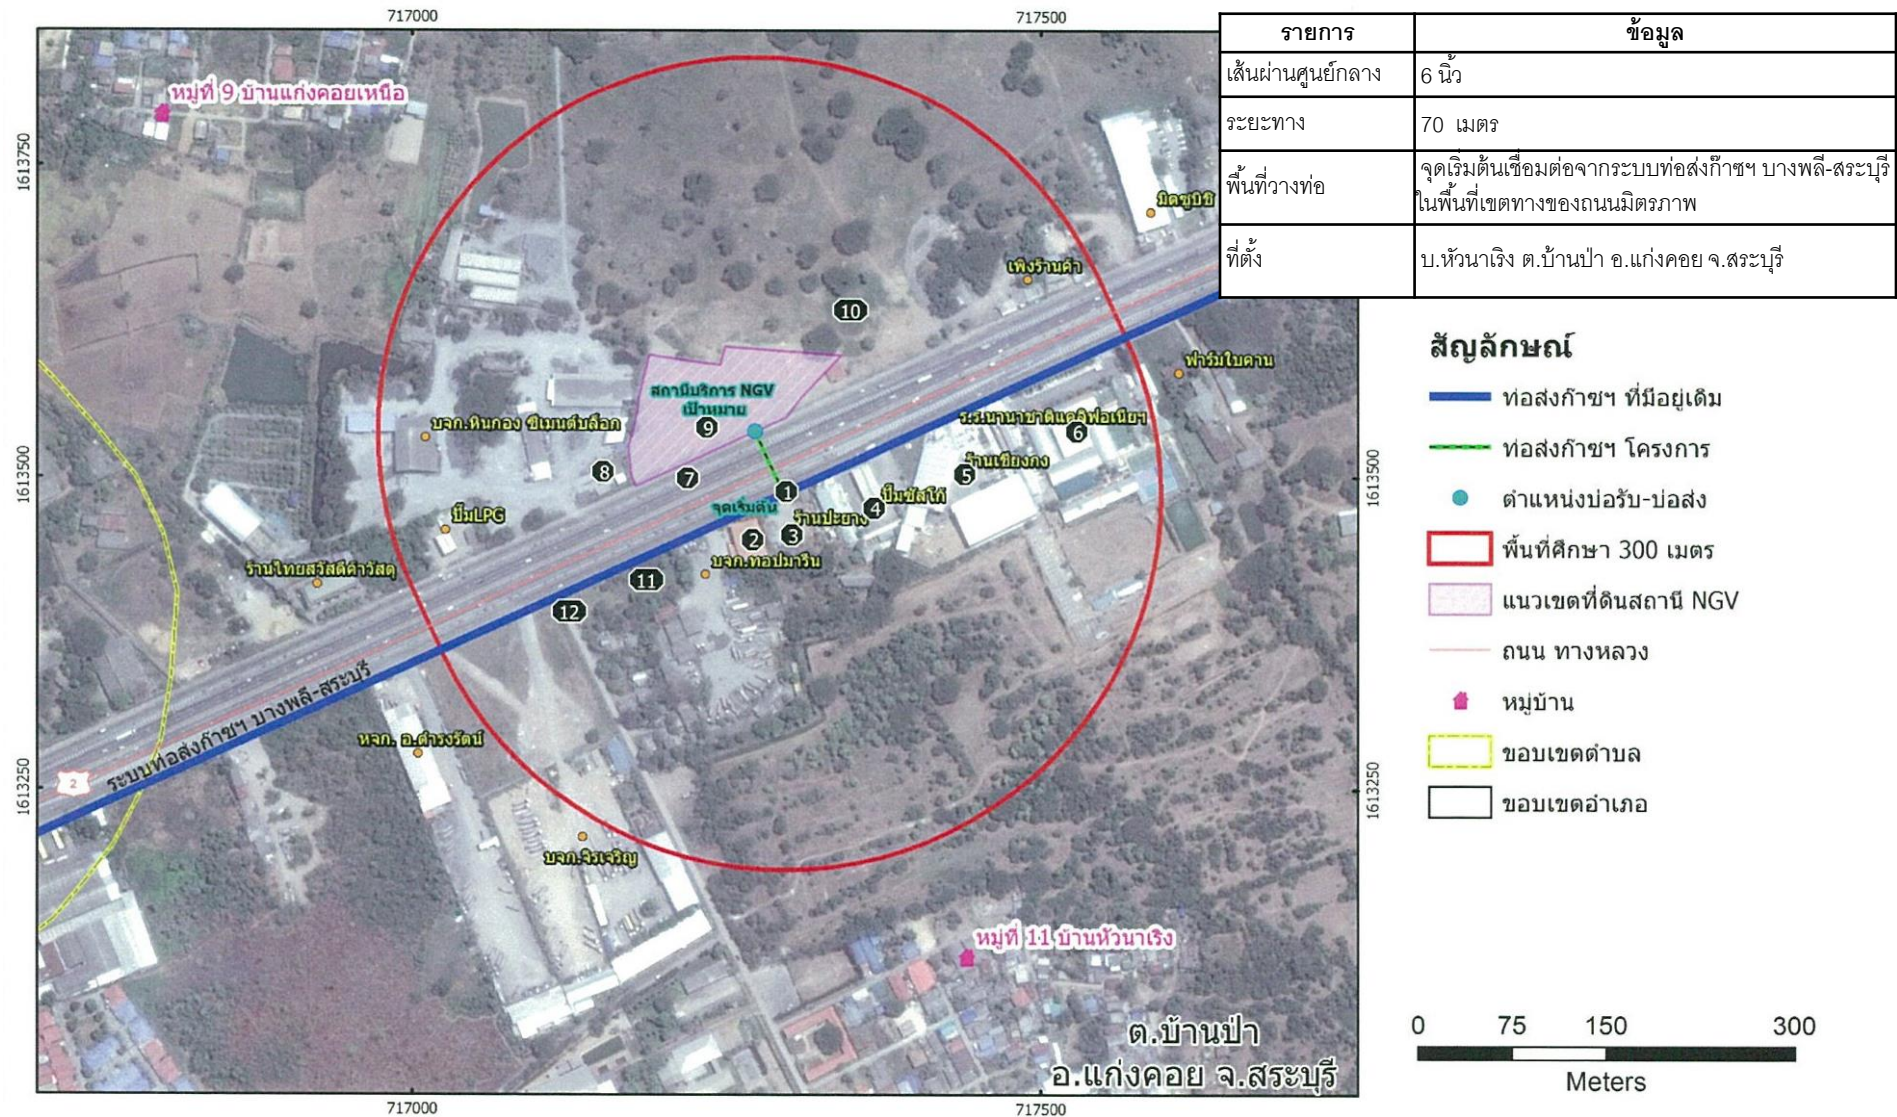 717000
717500
รายการ ข้อมูล
เส้นผ่านศูนย์กลาง 6 นิ้ว
ระยะทาง 70 เมตร
พื้นที่วางท่อ จุดเริ่มต้นเชื่อมต่อจากระบบท่อส่งก๊าซฯ บางพลี-สระบุรี
ในพื้นที่เขตทางของถนนมิตรภาพ
ที่ตั้ง บ.หัวนาเริง ต.บ้านป่า อ.แก่งคอย จ.สระบุรี
หมู่ที่ 9 บ้านแก่งคอยเหนือ
1613750
มิตซูบิชิ
เพิงร้านค้า
10
ฟาร์มใบตาน
สถานีบริการ NGV
เป้าหมาย
9
บจก.หินกอง ซีเมนต์บล็อก
ร.ร.นานาชาติแคลิฟอเนียฯ
6
1613500
1613500
8
7
5
ร้านเชียงกง
1
ปั๊มLPG
จุดเริ่มต้น
4
ปั๊มซัสโก้
ร้านปะยาง
2
3
บจก.ทอปมารีน
ร้านไทยสวัสดีค้าวัสดุ
11
12
ระบบท่อส่งก๊าซฯ บางพลี-สระบุรี
หจก. อ.ดำรงรัตน์
2
1613250
1613250
บจก.จิรเจริญ
หมู่ที่ 11 บ้านหัวนาเริง
ต.บ้านป่า
อ.แก่งคอย จ.สระบุรี
717000
717500
สัญลักษณ์
ท่อส่งก๊าซฯ ที่มีอยู่เดิม
ท่อส่งก๊าซฯ โครงการ
ตำแหน่งบ่อรับ-บ่อส่ง
พื้นที่ศึกษา 300 เมตร
แนวเขตที่ดินสถานี NGV
ถนน ทางหลวง
หมู่บ้าน
ขอบเขตตำบล
ขอบเขตอำเภอ
0 75 150 300
Meters